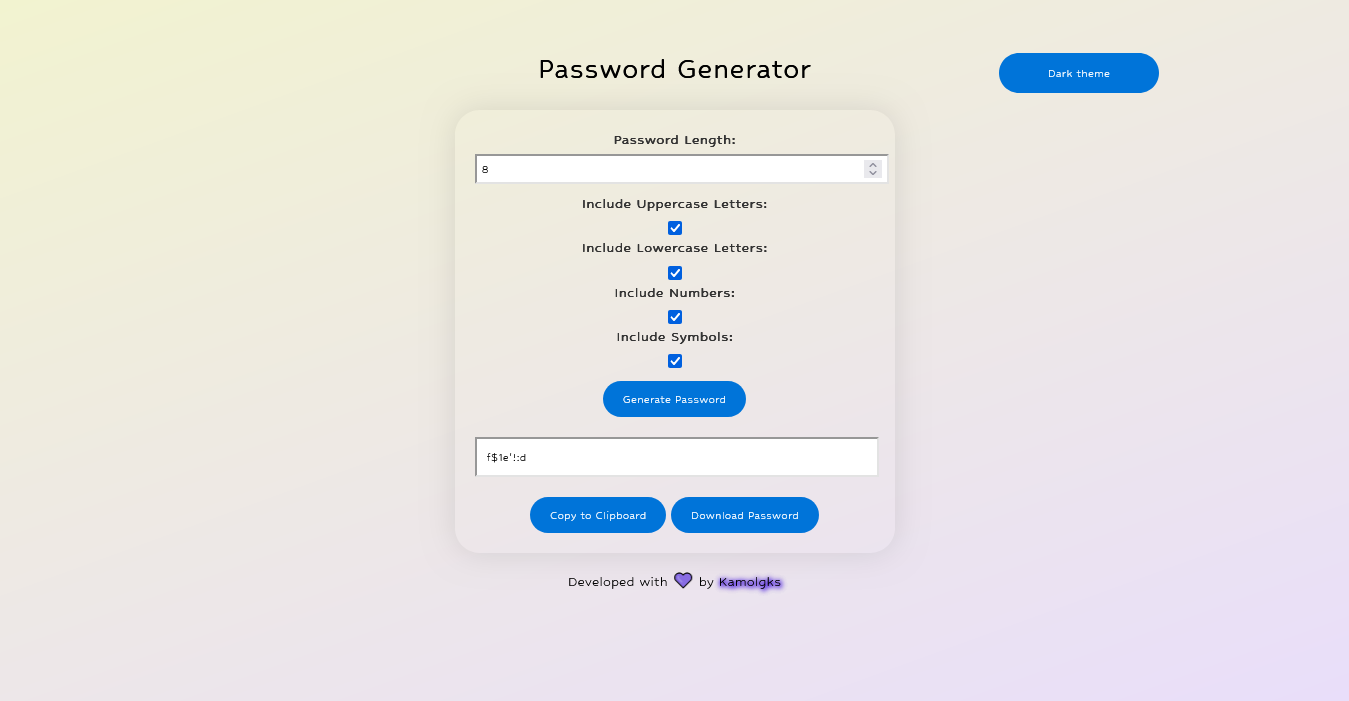 Password Generator
Dark theme
Password Length:
8
Include Uppercase Letters:
Include Lowercase Letters:
Include Numbers:
Include Symbols:
Generate Password
f$1e'!:d
Copy to Clipboard
Download Password
Developed with by Kamolgks